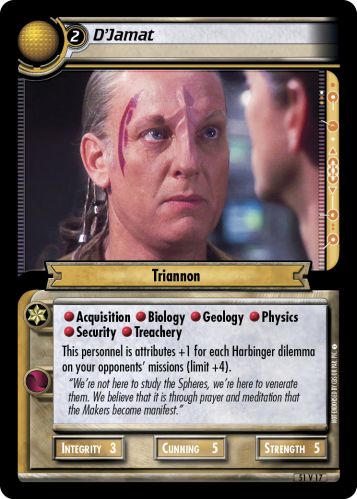 2 D'Jamat
Triannon
Acquisition Biology Geology Physics
Security Treachery
This personnel is attributes +1 for each Harbinger dilemma
on your opponents' missions (limit +4).
"We're not here to study the Spheres, we're here to venerate
them. We believe that it is through prayer and meditation that
the Makers become manifest."
INTEGRITY 3 CUNNING 5 STRENGTH 5
51 V 17